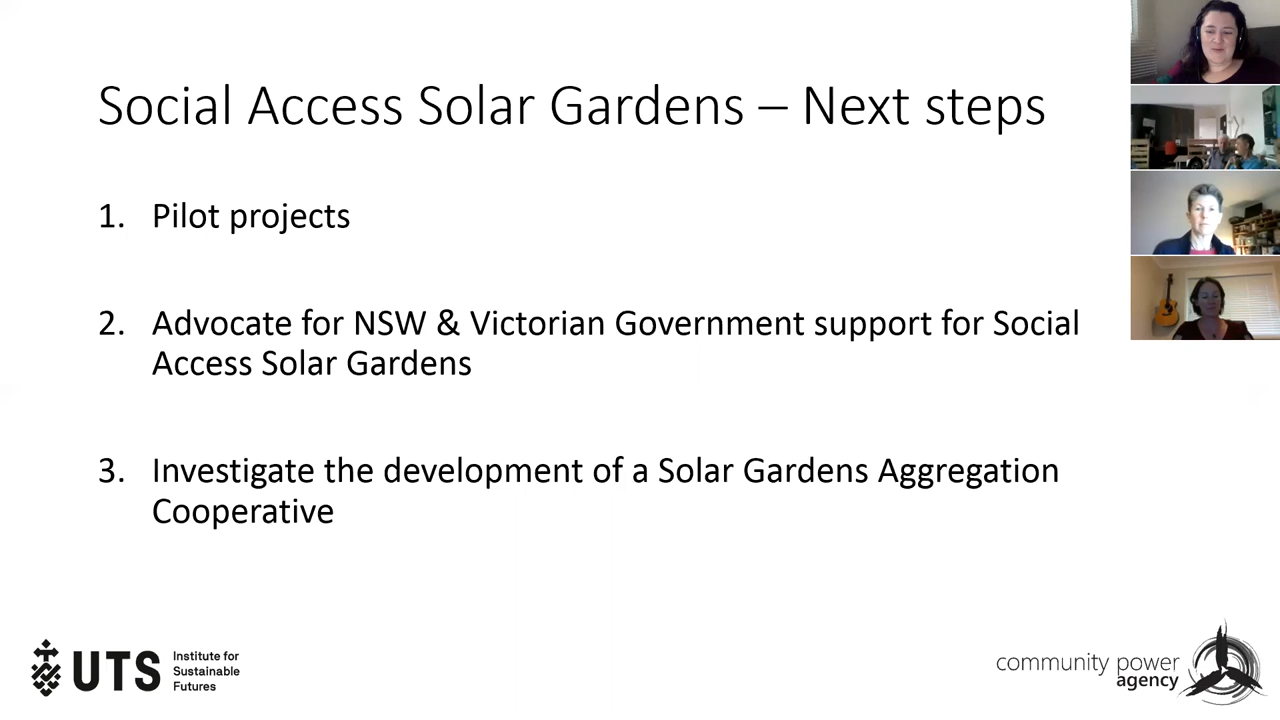 Social Access Solar Gardens – Next steps
1. Pilot projects
2. Advocate for NSW & Victorian Government support for Social
Access Solar Gardens
3. Investigate the development of a Solar Gardens Aggregation
Cooperative
UTS
Institute for
Sustainable
Futures
community power
agency